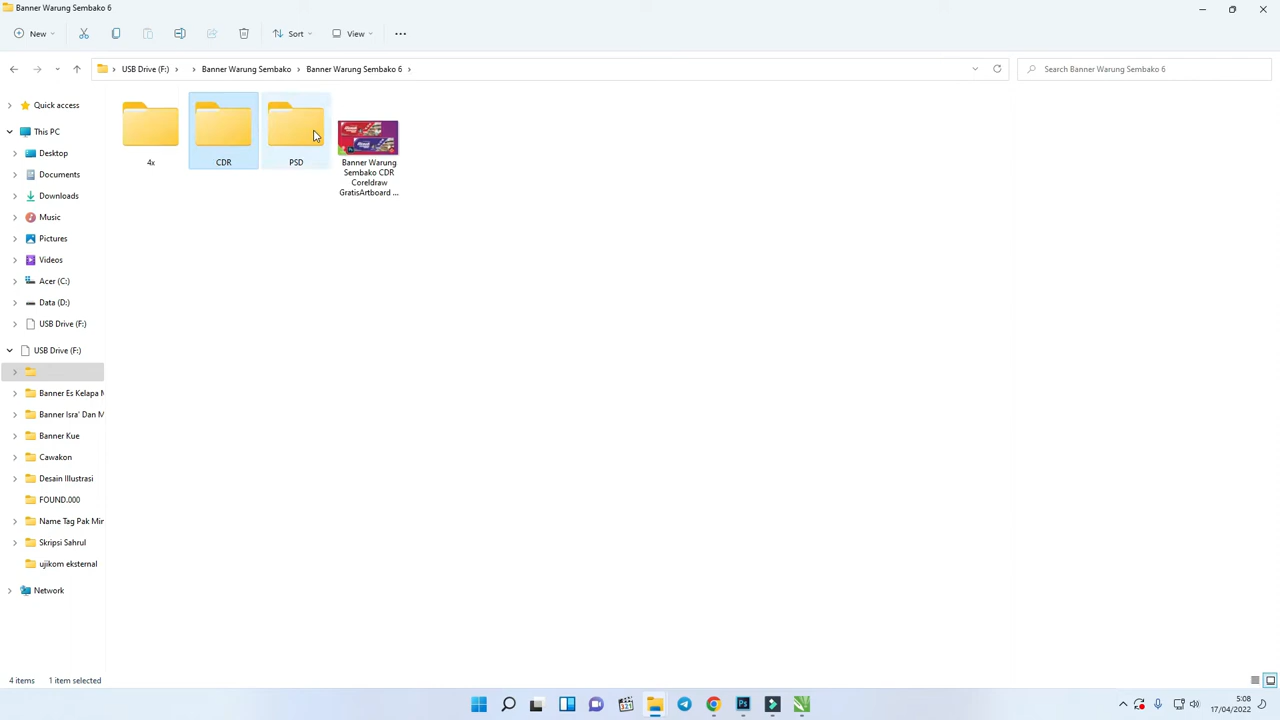 Banner Warung Sembako 6
New
Sort
View
USB Drive (F:)
Banner Warung Sembako
Banner Warung Sembako 6
Search Banner Warung Sembako 6
Quick access
This PC
Desktop
Documents
Downloads
Music
Pictures
Videos
Acer (C:)
Data (D:)
USB Drive (F:)
USB Drive (F:)
Banner Es Kelapa M
Banner Isra' Dan M
Banner Kue
Cawakon
Desain Illustrasi
FOUND.000
Name Tag Pak Mir
Skripsi Sahrul
ujikom eksternal
Network
4x
CDR
PSD
Banner Warung
Sembako CDR
Coreldraw
GratisArtboard ...
4 items
1 item selected
5:08
17/04/2022